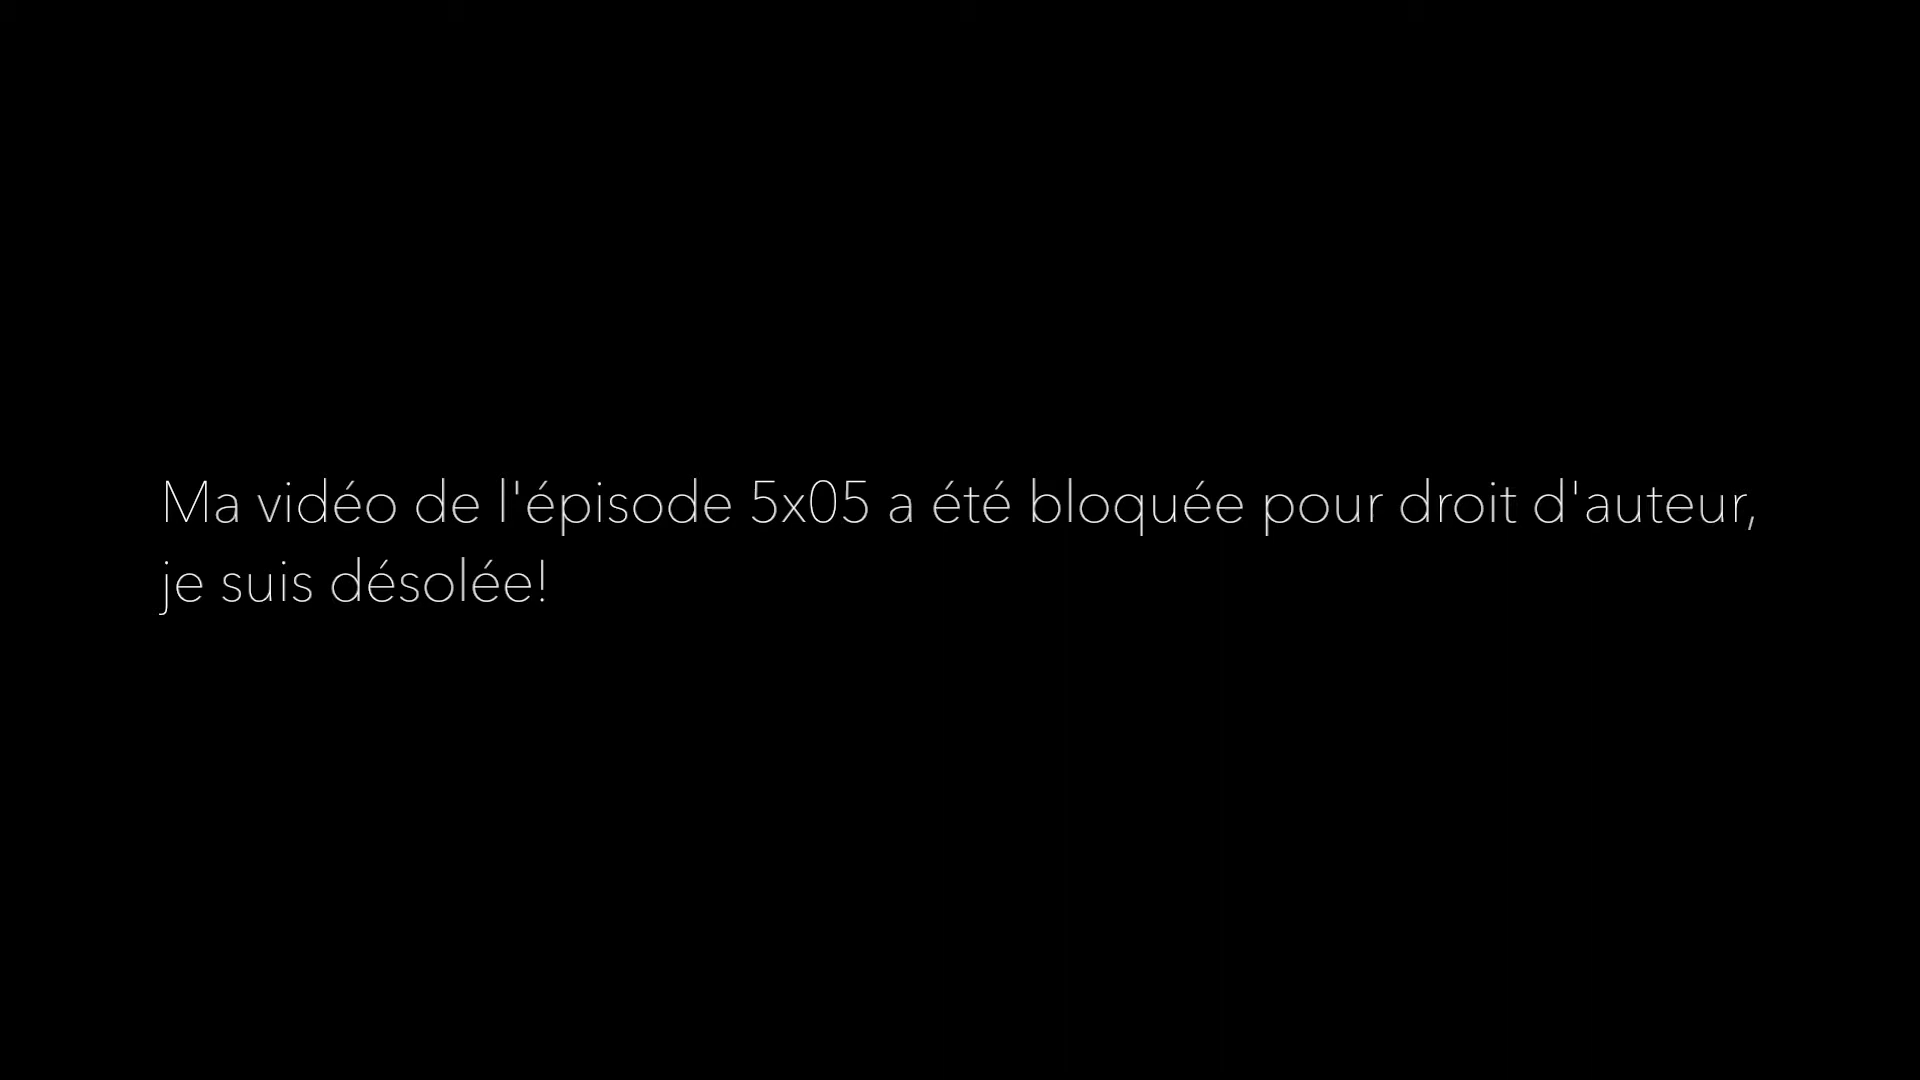 Ma vidéo de l'épisode 5x05 a été bloquée pour droit d'auteur,
je suis désolée!